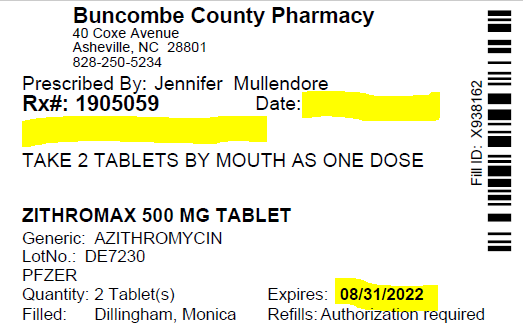 Buncombe County Pharmacy
40 Coxe Avenue
Asheville, NC 28801
828-250-5234
Prescribed By: Jennifer Mullendore
Rx#: 1905059 Date:
TAKE 2 TABLETS BY MOUTH AS ONE DOSE
ZITHROMAX 500 MG TABLET
Generic: AZITHROMYCIN
LotNo.: DE7230
PFZER
Quantity: 2 Tablet(s) Expires: 08/31/2022
Filled: Dillingham, Monica Refills: Authorization required
Fill ID: X938162